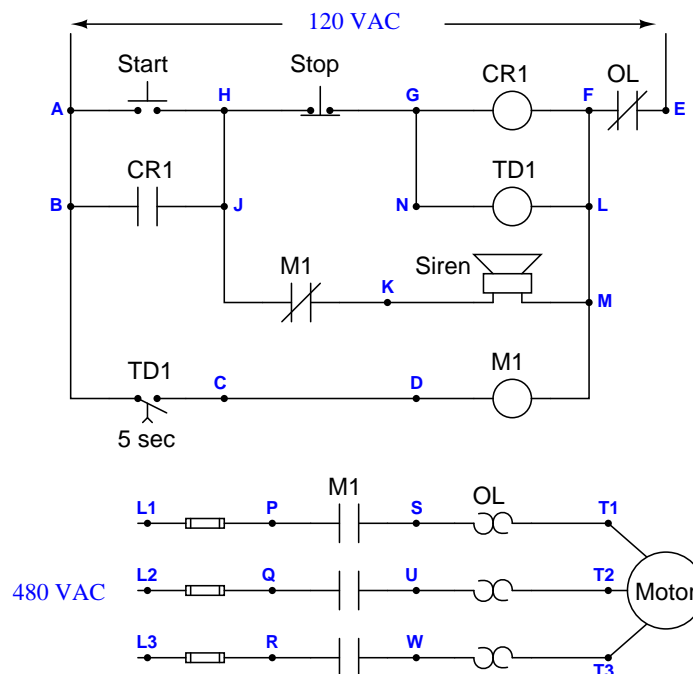 120 VAC
Start Stop CR1 OL
A H G F E
CR1 TD1
B J N L
M1 Siren
K M
TD1 C D M1
5 sec
M1 OL
L1 P S T1
480 VAC L2 Q U T2 Motor
L3 R W T3